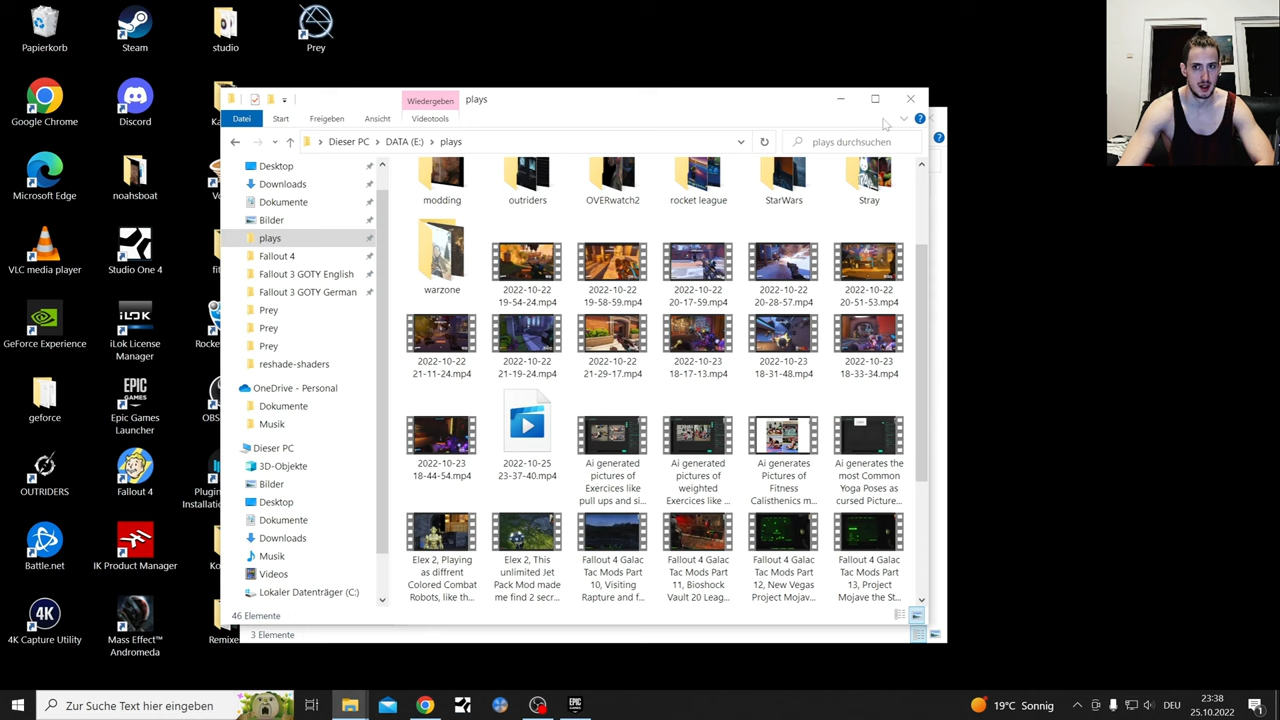 Papierkorb
Steam
studio
Prey
Google Chrome
Discord
Microsoft Edge
noahsboat
VLC media player
Studio One 4
GeForce Experience
iLok License
Manager
geforce
Epic Games
Launcher
OUTRIDERS
Fallout 4
Battle.net
IK Product Manager
4K
4K Capture Utility
Mass Effect™
Andromeda
Wiedergeben
plays
Datei
Start
Freigeben
Ansicht
Videotools
Dieser PC
DATA (E:)
plays
plays durchsuchen
Desktop
Downloads
Dokumente
Bilder
plays
Fallout 4
Fallout 3 GOTY English
Fallout 3 GOTY German
Prey
Prey
Prey
reshade-shaders
OneDrive - Personal
Dokumente
Musik
Dieser PC
3D-Objekte
Bilder
Desktop
Dokumente
Downloads
Musik
Videos
Lokaler Datenträger (C:)
modding
outriders
OVERwatch2
rocket league
StarWars
Stray
warzone
2022-10-22
19-54-24.mp4
2022-10-22
19-58-59.mp4
2022-10-22
20-17-59.mp4
2022-10-22
20-28-57.mp4
2022-10-22
20-51-53.mp4
2022-10-22
21-11-24.mp4
2022-10-22
21-19-24.mp4
2022-10-22
21-29-17.mp4
2022-10-23
18-17-13.mp4
2022-10-23
18-31-48.mp4
2022-10-23
18-33-34.mp4
2022-10-23
18-44-54.mp4
2022-10-25
23-37-40.mp4
Ai generated
pictures of
Exercices like
pull ups and si...
Ai generated
pictures of
weighted
Exercices like ...
Ai generates
Pictures of
Fitness
Calisthenics m...
Ai generates the
most Common
Yoga Poses as
cursed Picture...
Elex 2, Playing
as diffrent
Colored Combat
Robots, like th...
Elex 2, This
unlimited Jet
Pack Mod made
me find 2 secr...
Fallout 4 Galac
Tac Mods Part
10, Visiting
Rapture and f...
Fallout 4 Galac
Tac Mods Part
11, Bioshock
Vault 20 Leag...
Fallout 4 Galac
Tac Mods Part
12, New Vegas
Project Mojav...
Fallout 4 Galac
Tac Mods Part
13, Project
Mojave the St...
46 Elemente
3 Elemente
Zur Suche Text hier eingeben
EPIC
GAMES
19°C Sonnig
DEU
23:38
25.10.2022